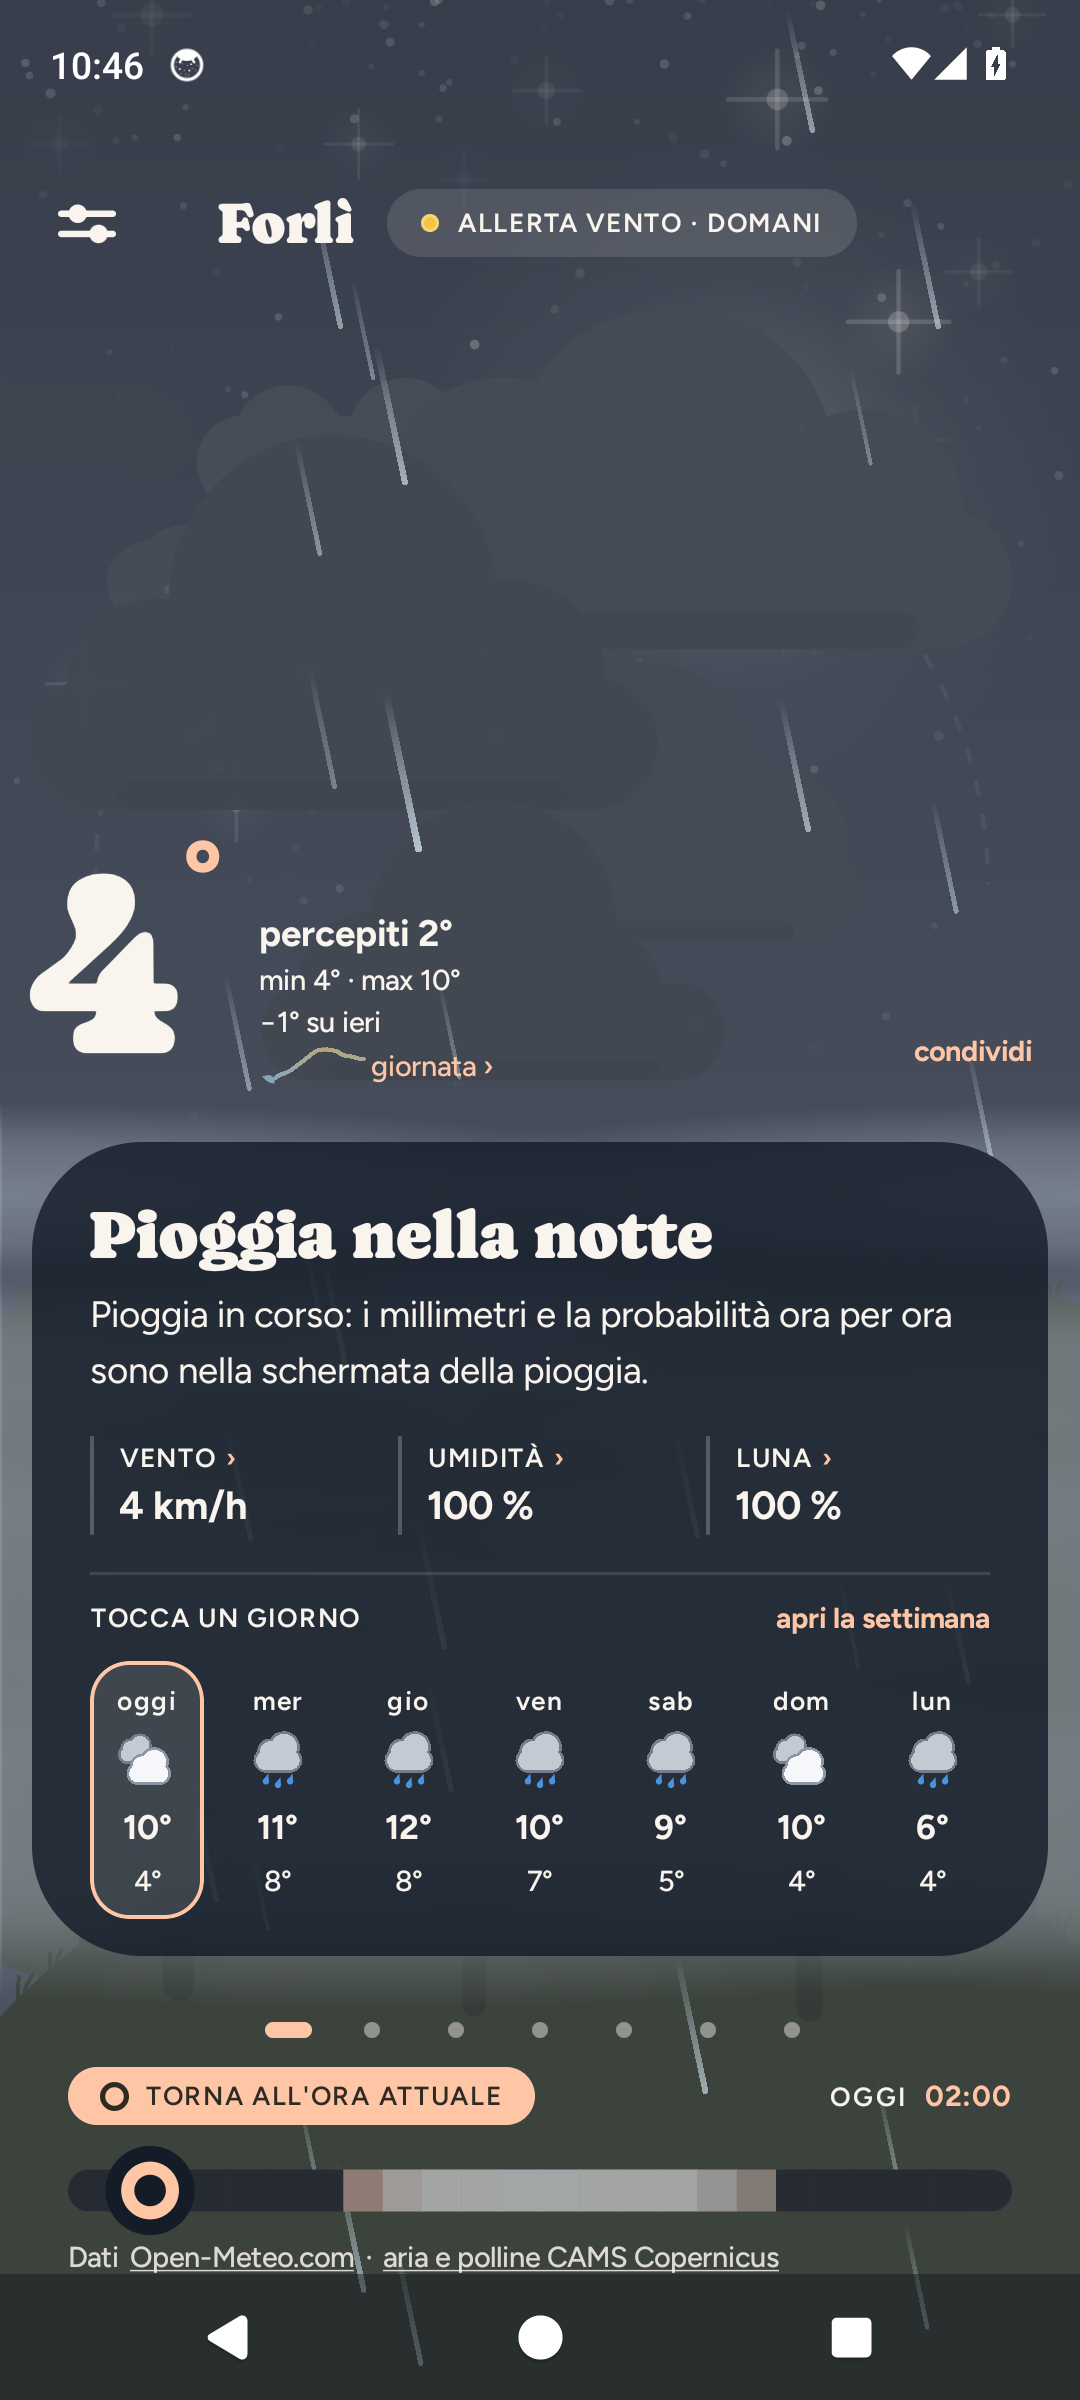 10:46
Forlì
ALLERTA VENTO · DOMANI
4°
percepiti 2°
min 4° · max 10°
−1° su ieri
giornata ›
condividi
Pioggia nella notte
Pioggia in corso: i millimetri e la probabilità ora per ora
sono nella schermata della pioggia.
VENTO › UMIDITÀ › LUNA ›
4 km/h 100 % 100 %
TOCCA UN GIORNO apri la settimana
oggi mer gio ven sab dom lun
10° 11° 12° 10° 9° 10° 6°
4° 8° 8° 7° 5° 4° 4°
TORNA ALL'ORA ATTUALE OGGI 02:00
Dati Open-Meteo.com · aria e polline CAMS Copernicus